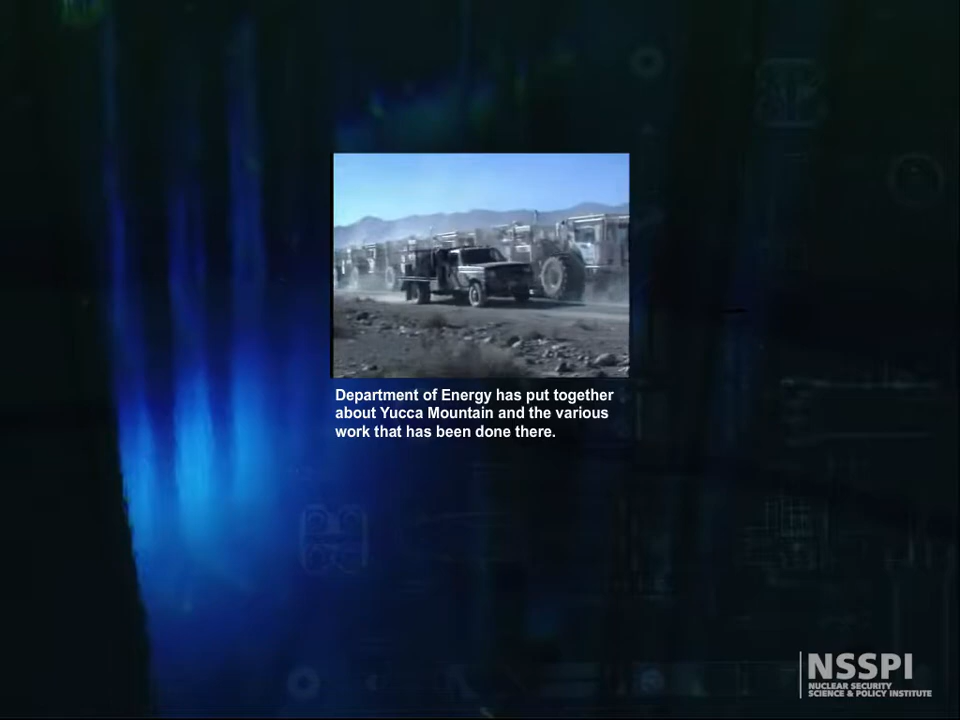 Department of Energy has put together
about Yucca Mountain and the various
work that has been done there.
NSSPI
NUCLEAR SECURITY
SCIENCE & POLICY INSTITUTE